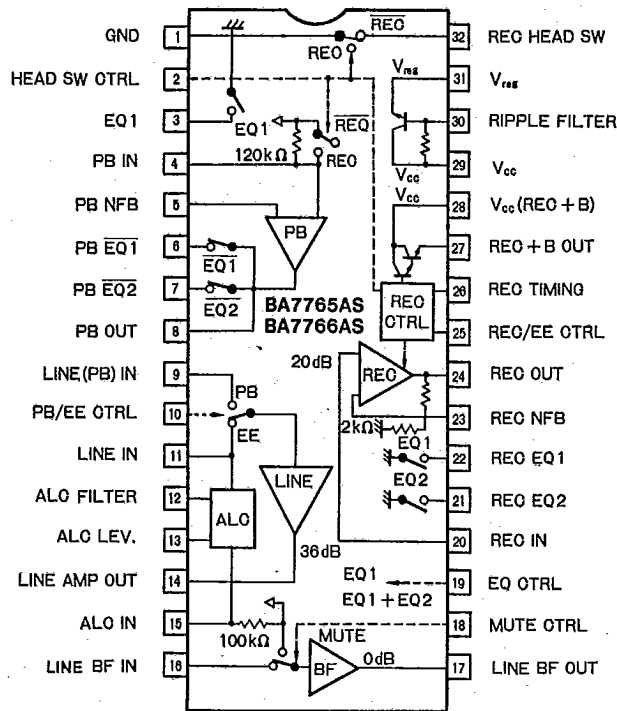 GND 1
HEAD SW CTRL 2
EQ1 3
PB IN 4
PB NFB 5
PB EQ1 6
PB EQ2 7
PB OUT 8
LINE(PB) IN 9
PB/EE CTRL 10
LINE IN 11
ALC FILTER 12
ALC LEV. 13
LINE AMP OUT 14
ALC IN 15
LINE BF IN 16
REC
REC
EQ1
REQ
REC
120kΩ
PB
EQ1
EQ2
BA7765AS
BA7766AS
PB
EE
LINE
ALC
36dB
100kΩ
MUTE
BF
0dB
Vreg
Vcc
Vcc
REC
CTRL
20dB
REC
2kΩ
EQ1
EQ2
EQ1
EQ1+EQ2
32 REC HEAD SW
31 Vreg
30 RIPPLE FILTER
29 Vcc
28 Vcc(REC+B)
27 REC+B OUT
26 REC TIMING
25 REC/EE CTRL
24 REC OUT
23 REC NFB
22 REC EQ1
21 REC EQ2
20 REC IN
19 EQ CTRL
18 MUTE CTRL
17 LINE BF OUT